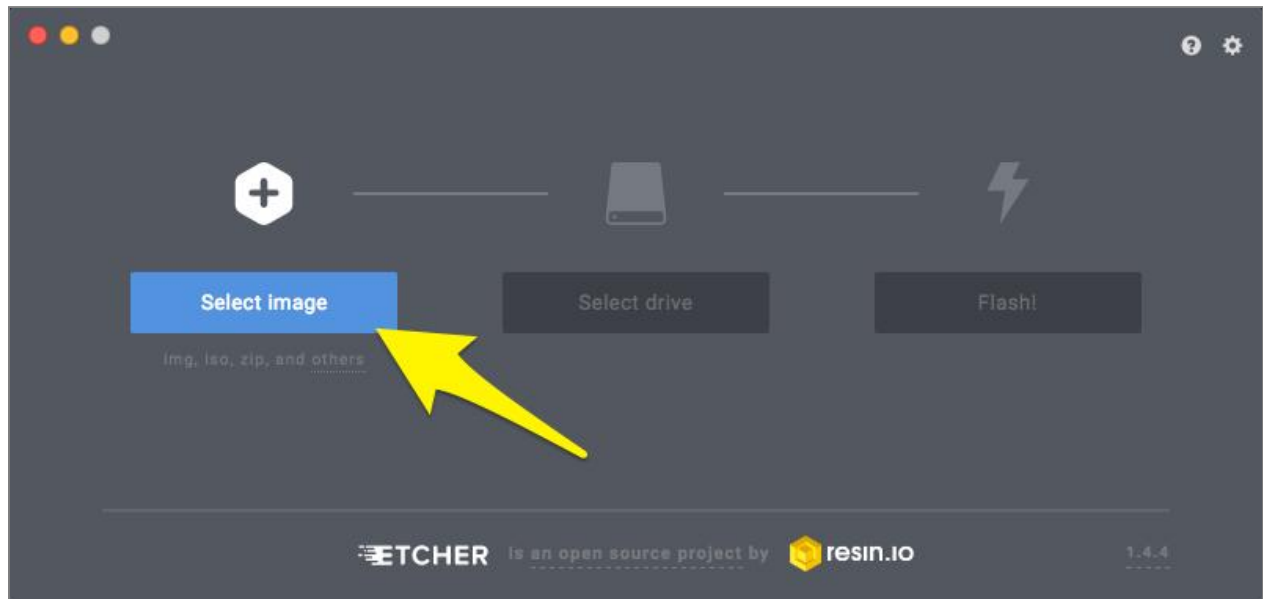 Select image
Select drive
Flash!
img, iso, zip, and others
ETCHER is an open source project by resin.io
1.4.4